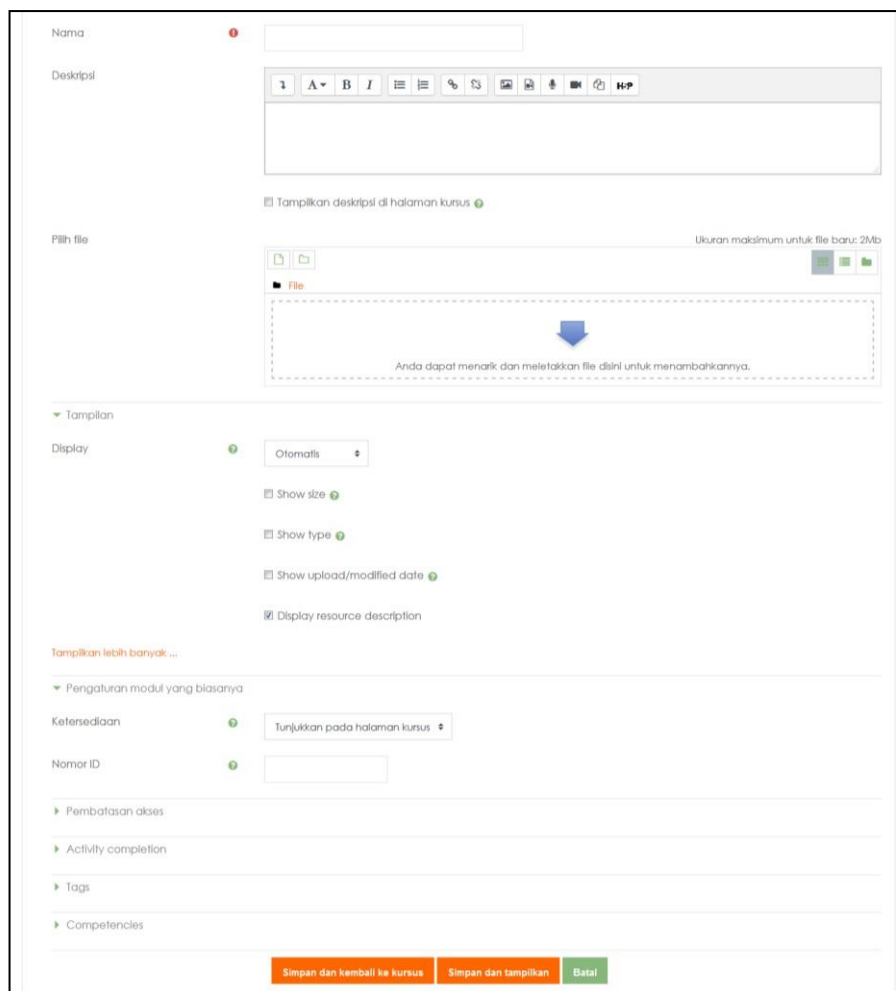 Nama
Deskripsi
A B I H-P
Tampilkan deskripsi di halaman kursus
Pilih file
Ukuran maksimum untuk file baru: 2Mb
File
Anda dapat menarik dan meletakkan file disini untuk menambahkannya.
Tampilan
Display
Otomatis
Show size
Show type
Show upload/modified date
Display resource description
Tampilkan lebih banyak ...
Pengaturan modul yang biasanya
Ketersediaan
Tunjukkan pada halaman kursus
Nomor ID
Pembatasan akses
Activity completion
Tags
Competencies
Simpan dan kembali ke kursus Simpan dan tampilkan Batal